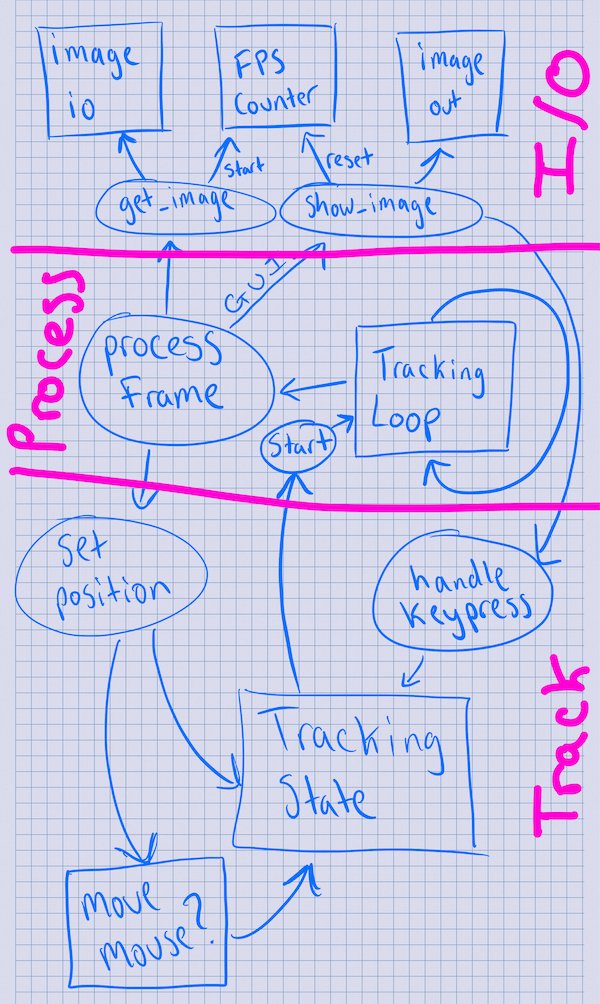 image
io
FPS
Counter
image
out
I/O
start
reset
get_image
show_image
GUI
Process
process
frame
Tracking
Loop
Start
Set
position
handle
keypress
Tracking
State
Track
move
mouse?